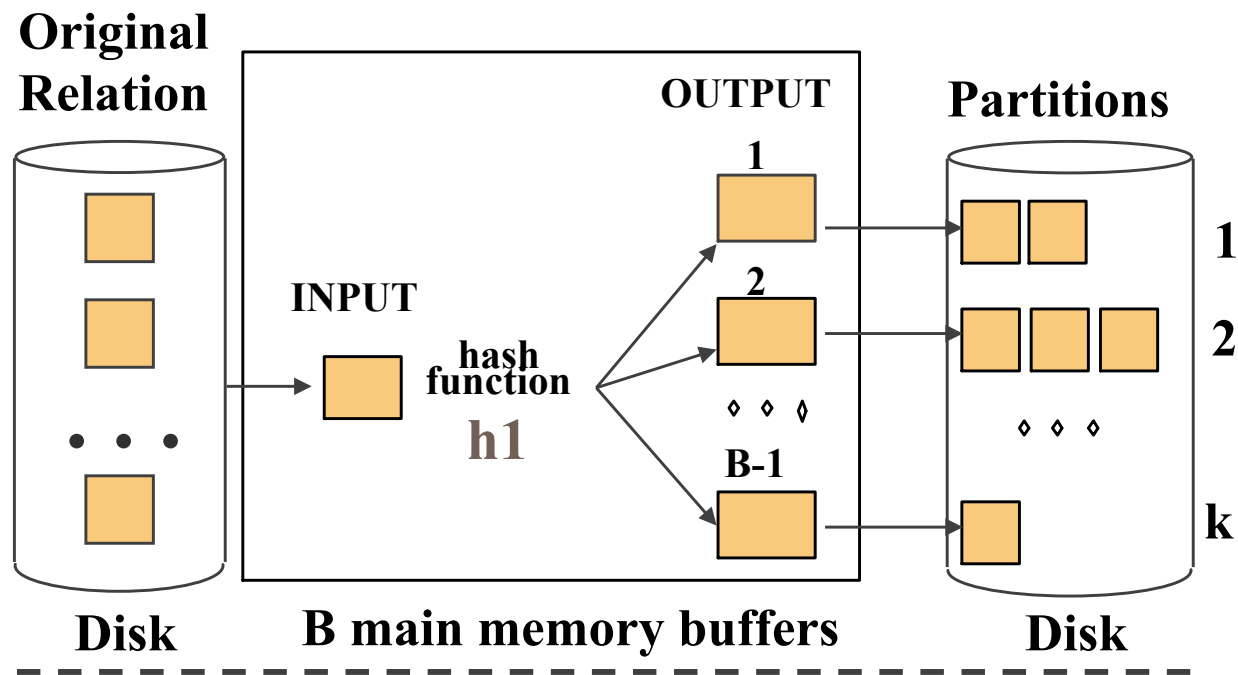 Original
Relation
OUTPUT
Partitions
1
1
INPUT
2
2
hash
function
h1
B-1
k
Disk
B main memory buffers
Disk